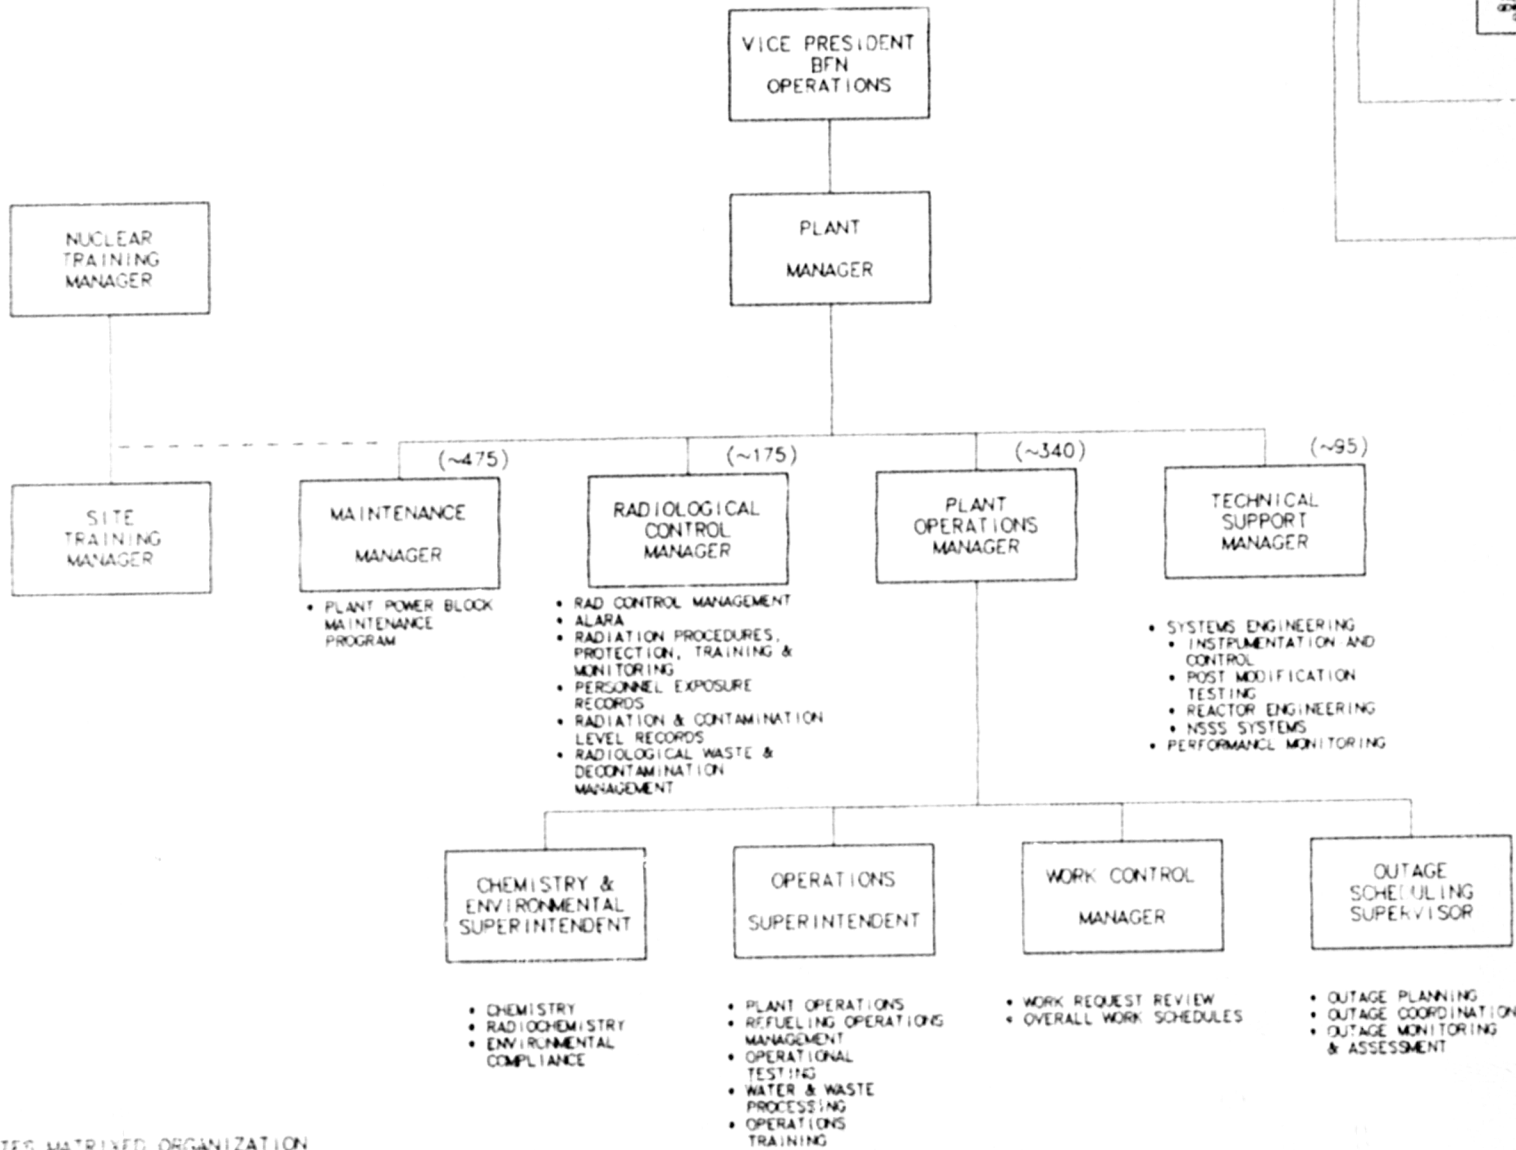 VICE PRESIDENT
BFN
OPERATIONS
PLANT
MANAGER
NUCLEAR
TRAINING
MANAGER
(~475)
(~175)
(~340)
(~95)
SITE
TRAINING
MANAGER
MAINTENANCE
MANAGER
• PLANT POWER BLOCK
MAINTENANCE
PROGRAM
RADIOLOGICAL
CONTROL
MANAGER
• RAD CONTROL MANAGEMENT
• ALARA
• RADIATION PROCEDURES,
PROTECTION, TRAINING &
MONITORING
• PERSONNEL EXPOSURE
RECORDS
• RADIATION & CONTAMINATION
LEVEL RECORDS
• RADIOLOGICAL WASTE &
DECONTAMINATION
MANAGEMENT
PLANT
OPERATIONS
MANAGER
TECHNICAL
SUPPORT
MANAGER
• SYSTEMS ENGINEERING
• INSTRUMENTATION AND
CONTROL
• POST MODIFICATION
TESTING
• REACTOR ENGINEERING
• NSSS SYSTEMS
• PERFORMANCE MONITORING
CHEMISTRY &
ENVIRONMENTAL
SUPERINTENDENT
• CHEMISTRY
• RADIOCHEMISTRY
• ENVIRONMENTAL
COMPLIANCE
OPERATIONS
SUPERINTENDENT
• PLANT OPERATIONS
• REFUELING OPERATIONS
MANAGEMENT
• OPERATIONAL
TESTING
• WATER & WASTE
PROCESSING
• OPERATIONS
TRAINING
WORK CONTROL
MANAGER
• WORK REQUEST REVIEW
• OVERALL WORK SCHEDULES
OUTAGE
SCHEDULING
SUPERVISOR
• OUTAGE PLANNING
• OUTAGE COORDINATION
• OUTAGE MONITORING
& ASSESSMENT
MATRIXED ORGANIZATION